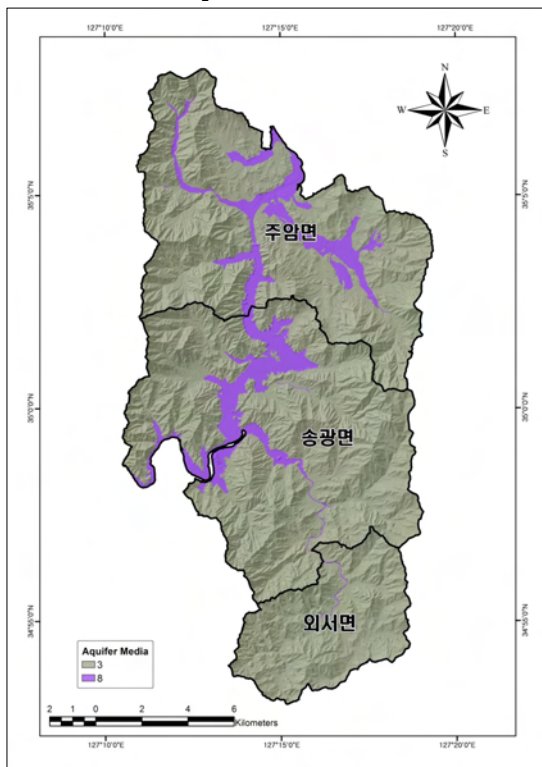 127°10'0"E 127°15'0"E 127°20'0"E
N
W E
S
35°5'0"N 35°5'0"N
주암면
35°0'0"N 35°0'0"N
송광면
34°55'0"N 34°55'0"N
외서면
Aquifer Media
3
8
2 1 0 2 4 6
Kilometers
127°10'0"E 127°15'0"E 127°20'0"E